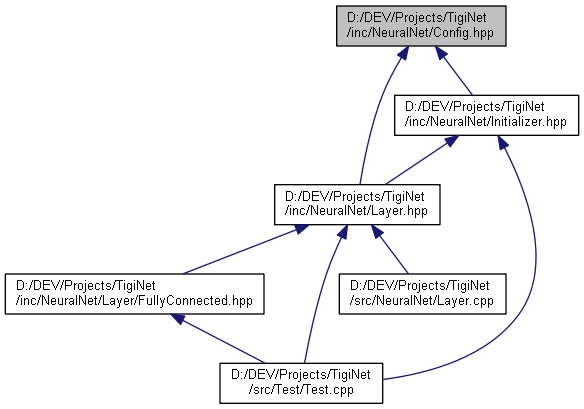 D:/DEV/Projects/TigiNet
/inc/NeuralNet/Config.hpp
D:/DEV/Projects/TigiNet
/inc/NeuralNet/Initializer.hpp
D:/DEV/Projects/TigiNet
/inc/NeuralNet/Layer.hpp
D:/DEV/Projects/TigiNet
/inc/NeuralNet/Layer/FullyConnected.hpp
D:/DEV/Projects/TigiNet
/src/NeuralNet/Layer.cpp
D:/DEV/Projects/TigiNet
/src/Test/Test.cpp